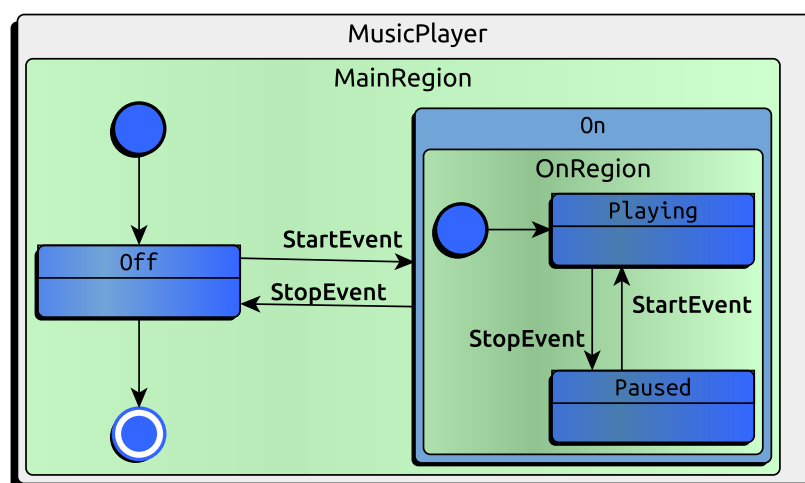 MusicPlayer
MainRegion
On
OnRegion
Playing
StartEvent
Off
StopEvent
StartEvent
StopEvent
Paused